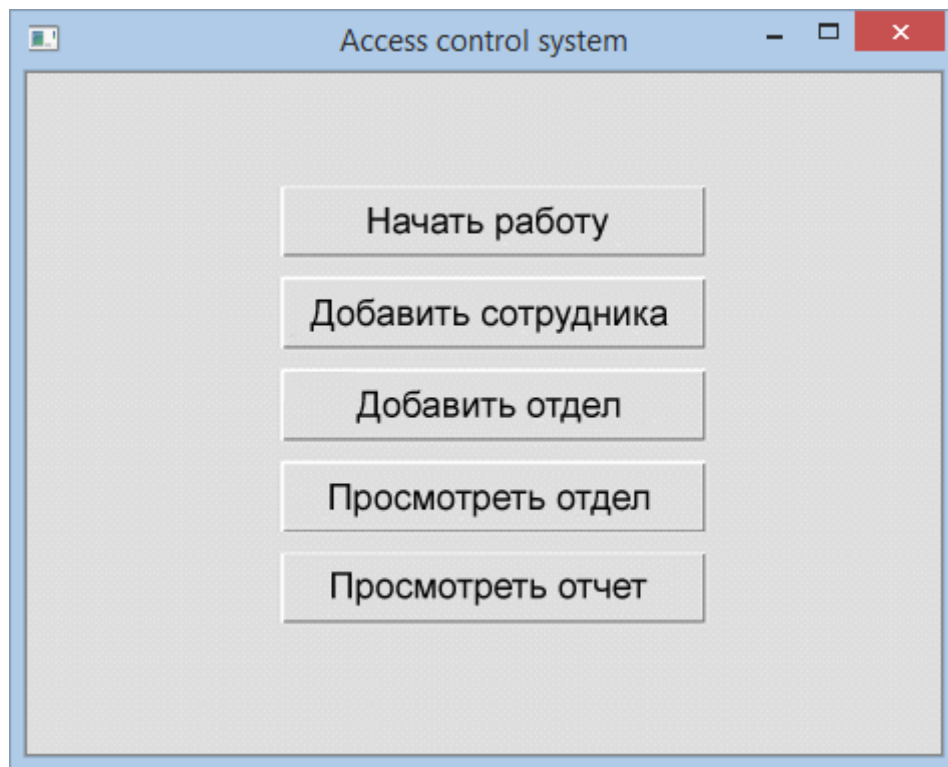 Access control system
Начать работу
Добавить сотрудника
Добавить отдел
Просмотреть отдел
Просмотреть отчет